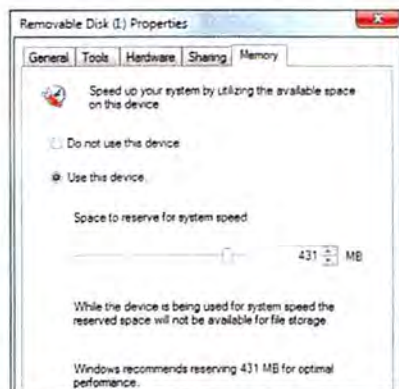 Removable Disk (I:) Properties
General Tools Hardware Sharing Memory
Speed up your system by utilizing the available space
on this device
Do not use this device
Use this device.
Space to reserve for system speed
431 MB
While the device is being used for system speed the
reserved space will not be available for file storage
Windows recommends reserving 431 MB for optimal
performance.